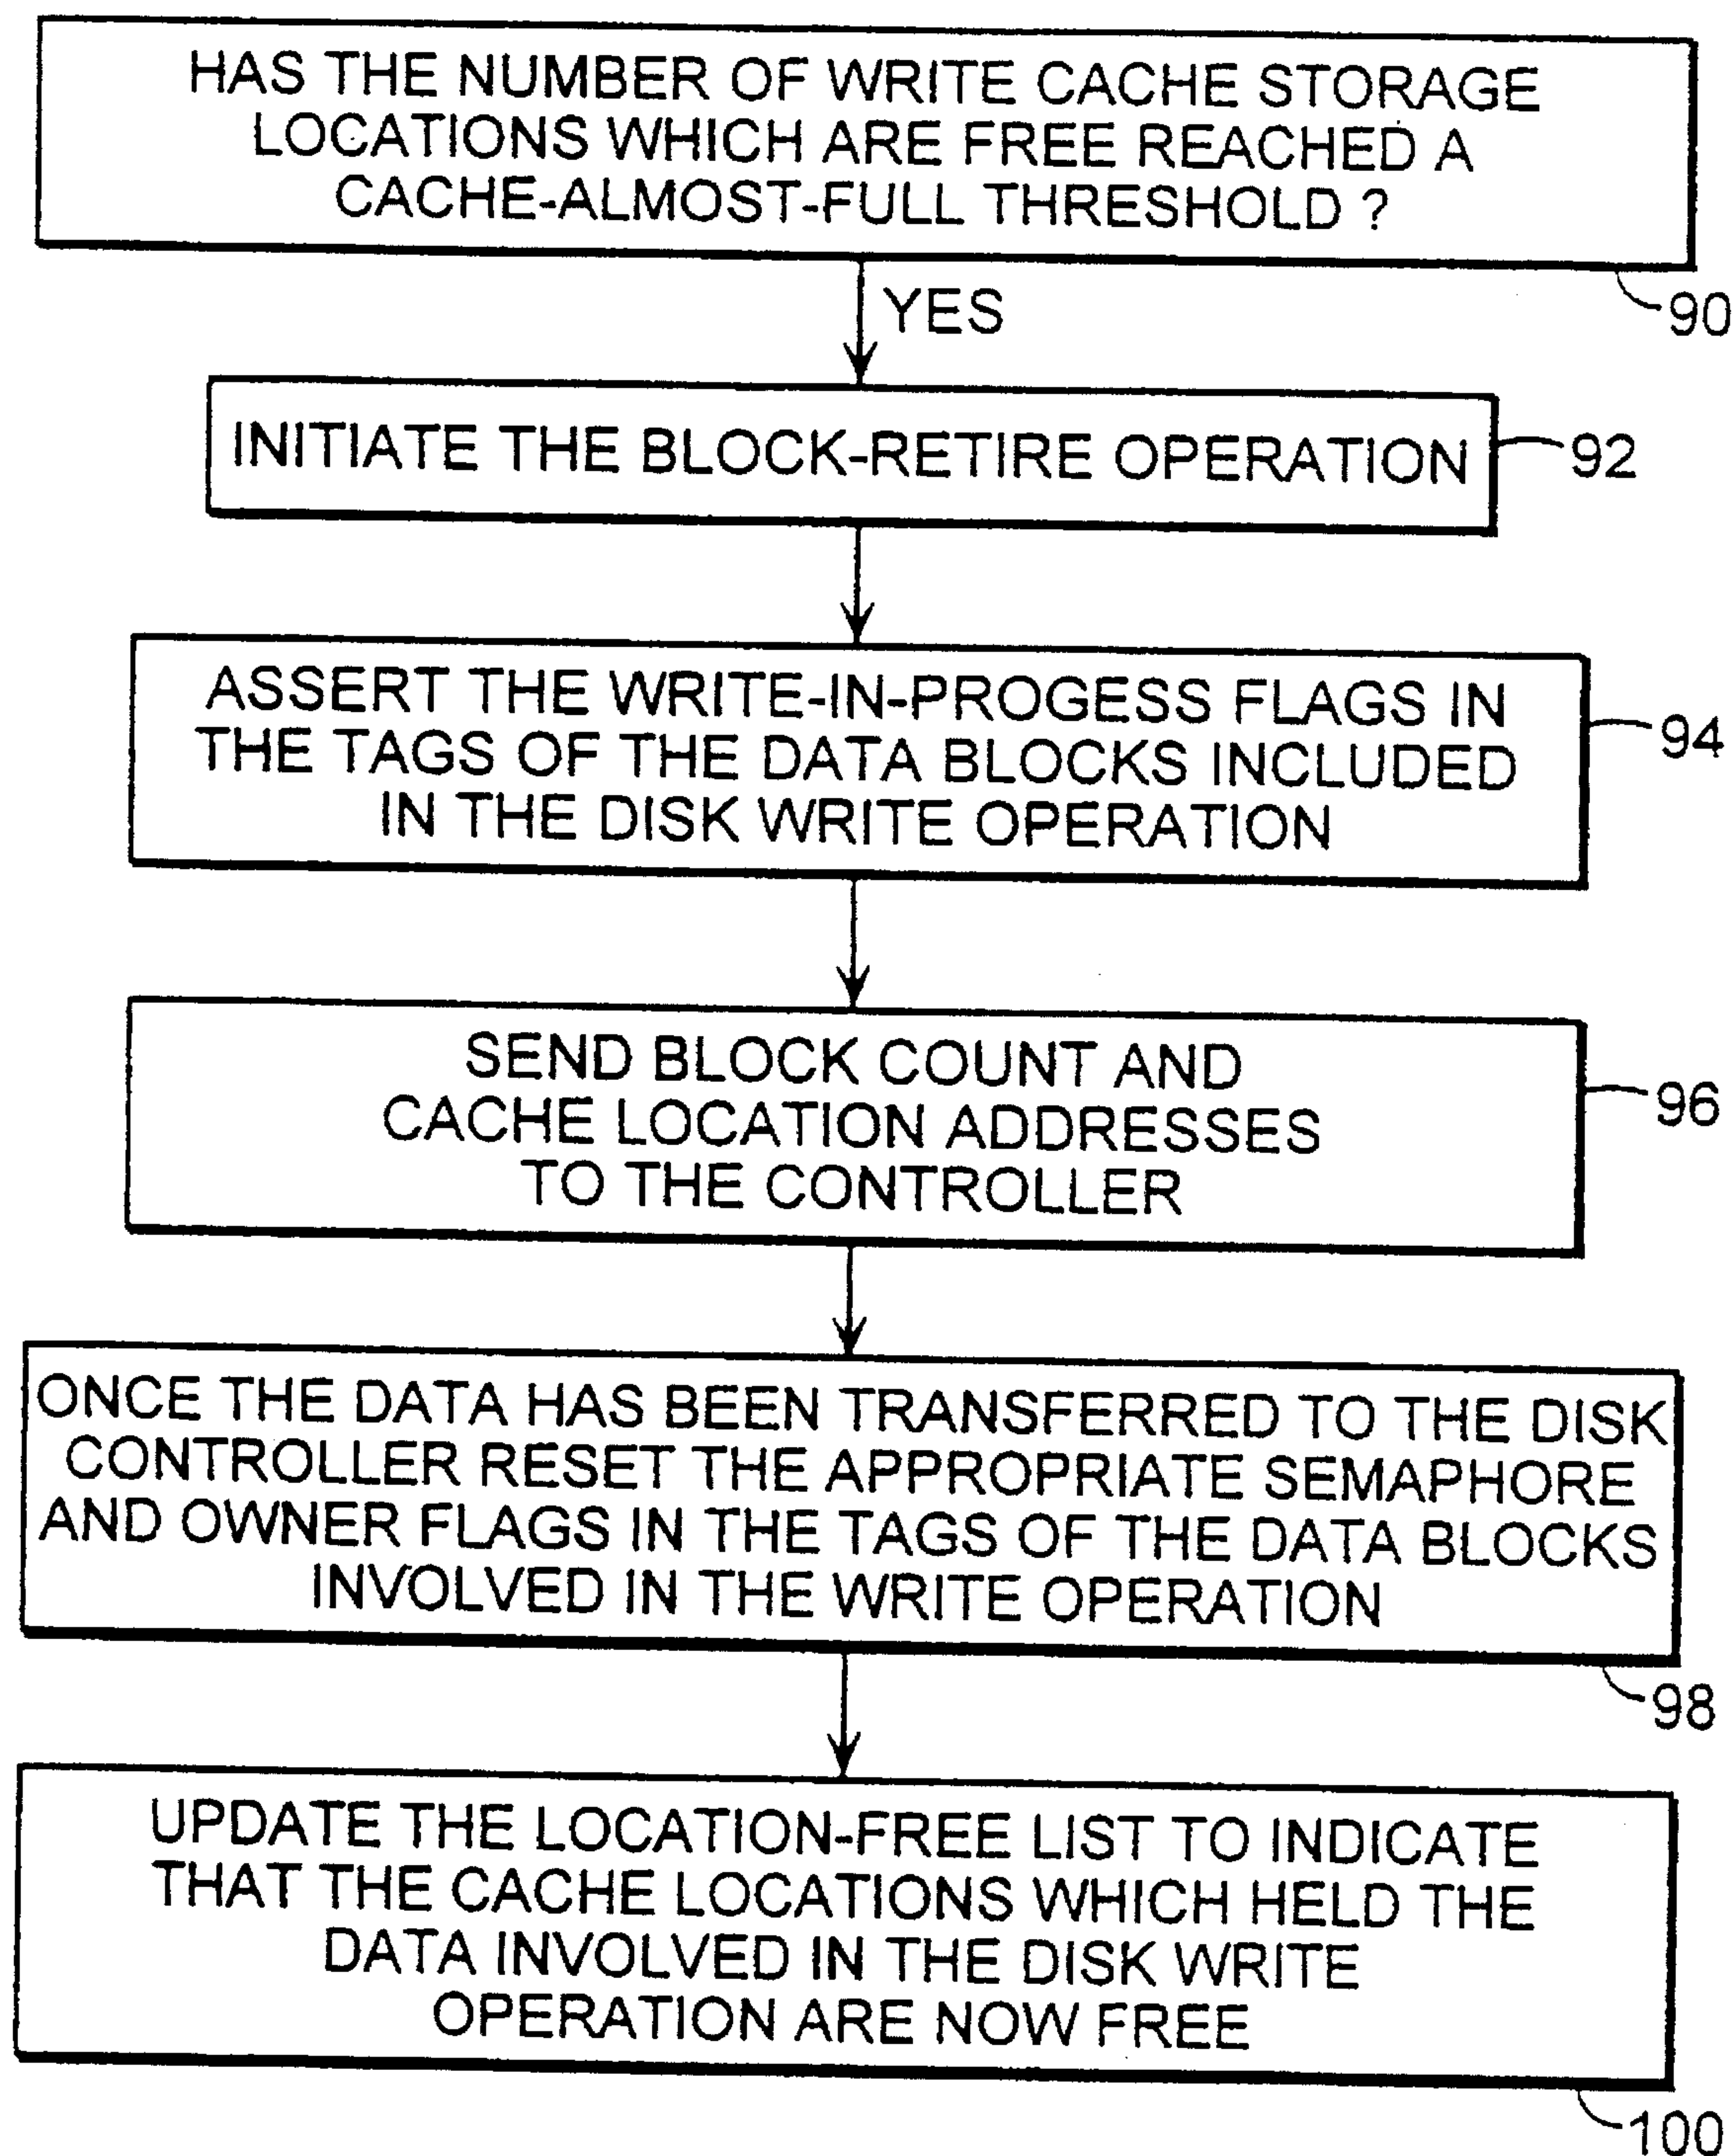 HAS THE NUMBER OF WRITE CACHE STORAGE
LOCATIONS WHICH ARE FREE REACHED A
CACHE-ALMOST-FULL THRESHOLD ?
90
YES
INITIATE THE BLOCK-RETIRE OPERATION
92
ASSERT THE WRITE-IN-PROGESS FLAGS IN
THE TAGS OF THE DATA BLOCKS INCLUDED
IN THE DISK WRITE OPERATION
94
SEND BLOCK COUNT AND
CACHE LOCATION ADDRESSES
TO THE CONTROLLER
96
ONCE THE DATA HAS BEEN TRANSFERRED TO THE DISK
CONTROLLER RESET THE APPROPRIATE SEMAPHORE
AND OWNER FLAGS IN THE TAGS OF THE DATA BLOCKS
INVOLVED IN THE WRITE OPERATION
98
UPDATE THE LOCATION-FREE LIST TO INDICATE
THAT THE CACHE LOCATIONS WHICH HELD THE
DATA INVOLVED IN THE DISK WRITE
OPERATION ARE NOW FREE
100